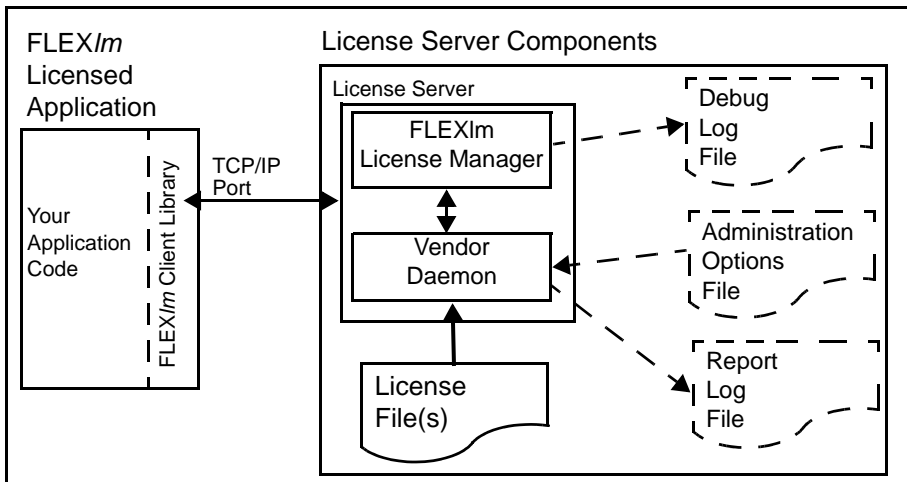 FLEXlm
Licensed
Application
License Server Components
License Server
FLEXlm
License Manager
Debug
Log
File
TCP/IP
Port
Your
Application
Code
FLEXlm Client Library
Vendor
Daemon
Administration
Options
File
License
File(s)
Report
Log
File